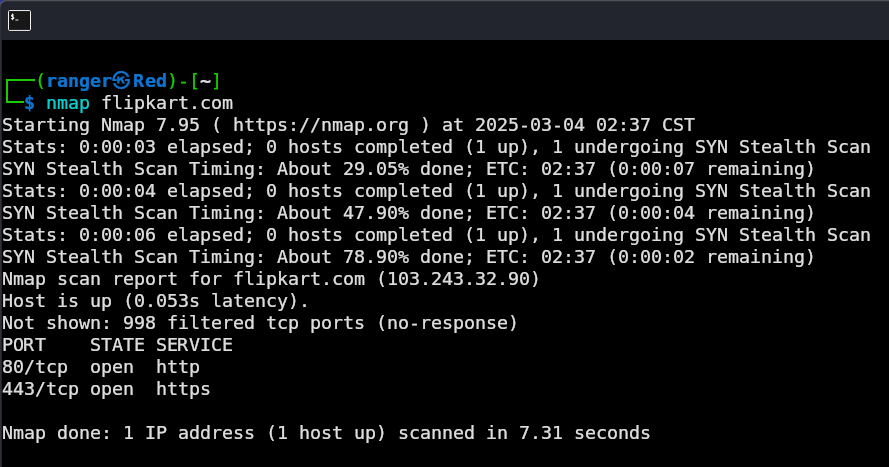 ┌──(ranger㉿Red)-[~]
└─$ nmap flipkart.com
Starting Nmap 7.95 ( https://nmap.org ) at 2025-03-04 02:37 CST
Stats: 0:00:03 elapsed; 0 hosts completed (1 up), 1 undergoing SYN Stealth Scan
SYN Stealth Scan Timing: About 29.05% done; ETC: 02:37 (0:00:07 remaining)
Stats: 0:00:04 elapsed; 0 hosts completed (1 up), 1 undergoing SYN Stealth Scan
SYN Stealth Scan Timing: About 47.90% done; ETC: 02:37 (0:00:04 remaining)
Stats: 0:00:06 elapsed; 0 hosts completed (1 up), 1 undergoing SYN Stealth Scan
SYN Stealth Scan Timing: About 78.90% done; ETC: 02:37 (0:00:02 remaining)
Nmap scan report for flipkart.com (103.243.32.90)
Host is up (0.053s latency).
Not shown: 998 filtered tcp ports (no-response)
PORT    STATE SERVICE
80/tcp  open  http
443/tcp open  https
Nmap done: 1 IP address (1 host up) scanned in 7.31 seconds